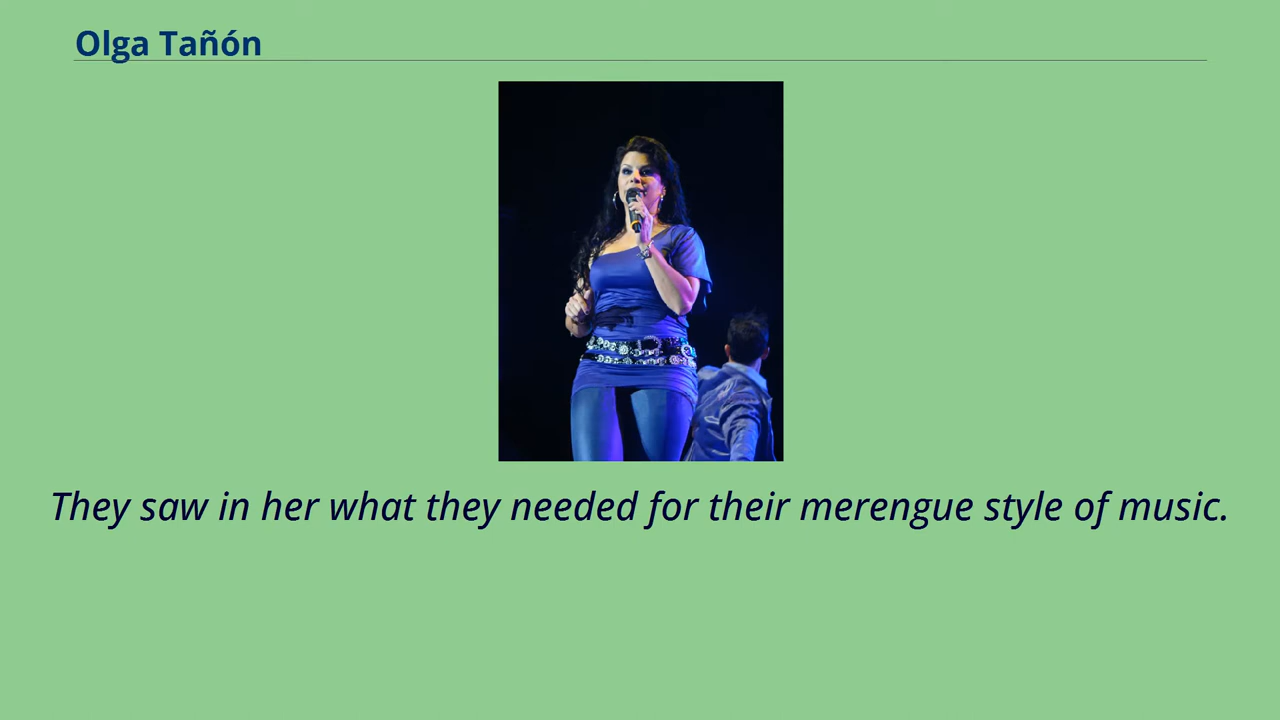 Olga Tañón
They saw in her what they needed for their merengue style of music.